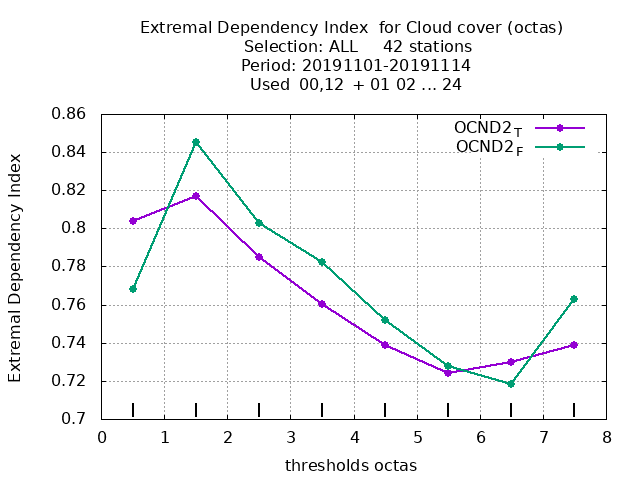 Extremal Dependency Index  for Cloud cover (octas)
Selection: ALL     42 stations
Period: 20191101-20191114
Used  00,12  + 01 02 ... 24
Extremal Dependency Index
0.86
0.84
0.82
0.8
0.78
0.76
0.74
0.72
0.7
OCND2T
OCND2F
0 1 2 3 4 5 6 7 8
thresholds octas